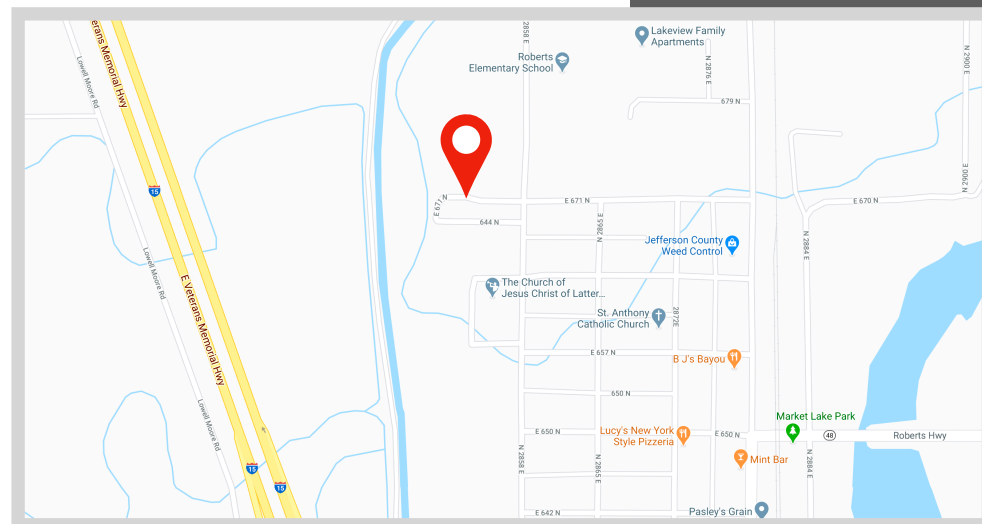 Lakeview Family
Apartments
Roberts
Elementary School
2858 E
N 2876 E
N 2900 E
679 N
erans Memorial Hwy
Lowell Moore Rd
15
N 2900 E
E 671 N
E 671 N
E 670 N
644 N
N 2865 E
Jefferson County
Weed Control
N 2884 E
Lowell Moore Rd
E Veterans Memorial Hwy
The Church of
Jesus Christ of Latter...
St. Anthony
Catholic Church
2872E
E 657 N
B J's Bayou
650 N
Lowell Moore Rd
Market Lake Park
E 650 N
Lucy's New York
Style Pizzeria
E 650 N
48
Roberts Hwy
N 2858 E
N 2865 E
Mint Bar
N 2884 E
15
15
E 642 N
Pasley's Grain